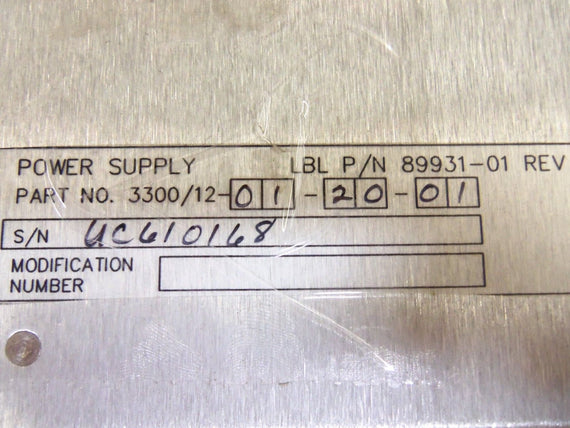 POWER SUPPLY LBL P/N 89931-01 REV
PART NO. 3300/12-01-20-01
S/N UC610168
MODIFICATION
NUMBER